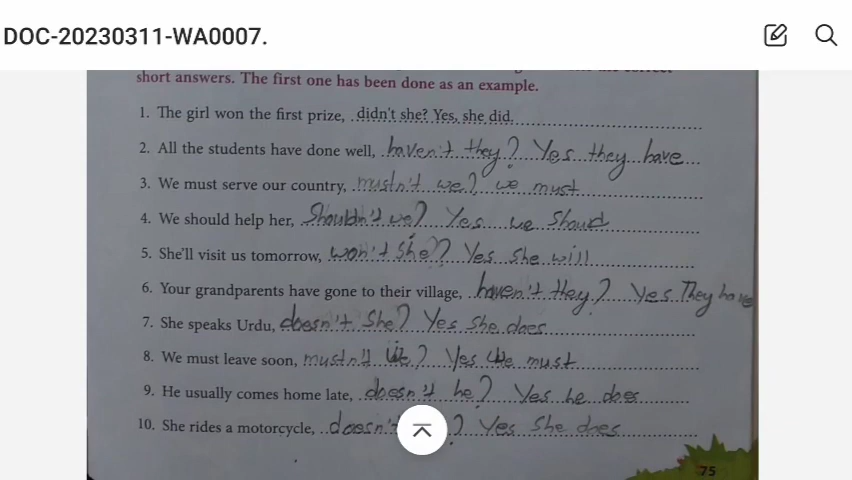 DOC-20230311-WA0007.
short answers. The first one has been done as an example.
1. The girl won the first prize, didn't she? Yes, she did.
2. All the students have done well, haven't they? Yes they have
3. We must serve our country, mustn't we? we must
4. We should help her, Shouldn't we? Yes we should
5. She'll visit us tomorrow, won't she? Yes she will
6. Your grandparents have gone to their village, haven't they? Yes They have
7. She speaks Urdu, doesn't She? Yes She does
8. We must leave soon, mustn't we? Yes we must
9. He usually comes home late, doesn't he? Yes he does
10. She rides a motorcycle, doesn't ? Yes She does
75